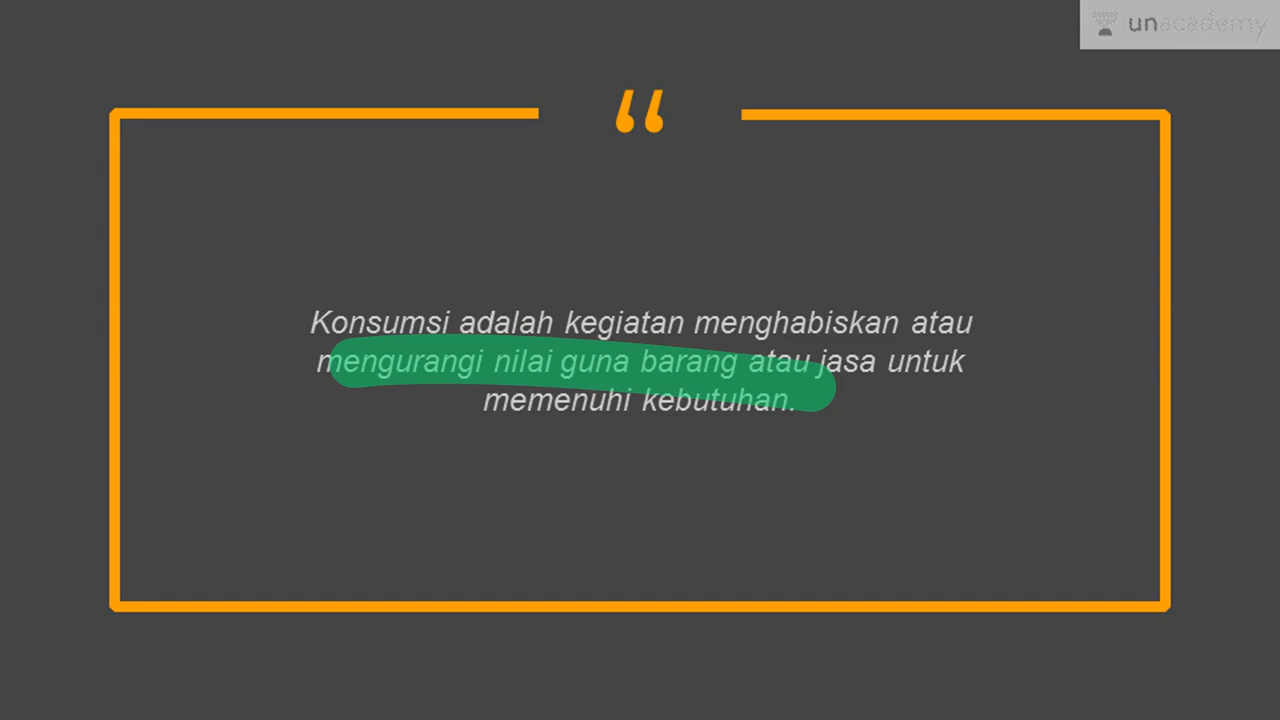 unacademy
“
Konsumsi adalah kegiatan menghabiskan atau
mengurangi nilai guna barang atau jasa untuk
memenuhi kebutuhan.